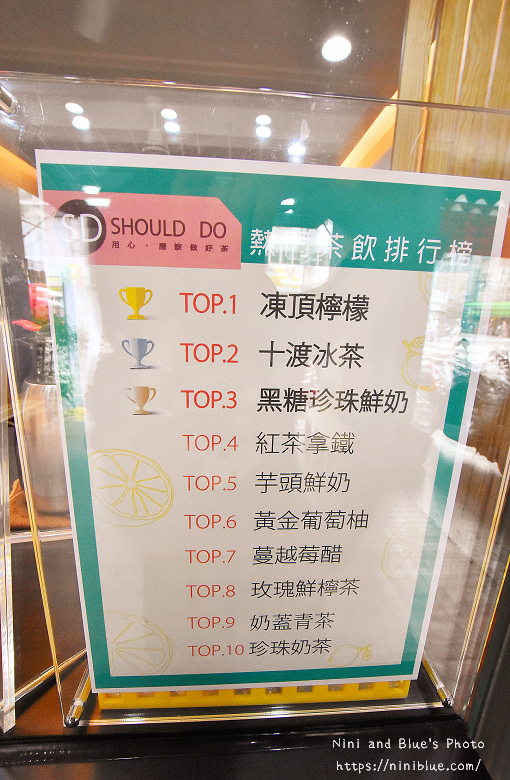 SD SHOULD DO
用心・應該做好茶
熱門茶飲排行榜
TOP.1 凍頂檸檬
TOP.2 十渡冰茶
TOP.3 黑糖珍珠鮮奶
TOP.4 紅茶拿鐵
TOP.5 芋頭鮮奶
TOP.6 黃金葡萄柚
TOP.7 蔓越莓醋
TOP.8 玫瑰鮮檸茶
TOP.9 奶蓋青茶
TOP.10 珍珠奶茶
Nini and Blue's Photo
https://niniblue.com/